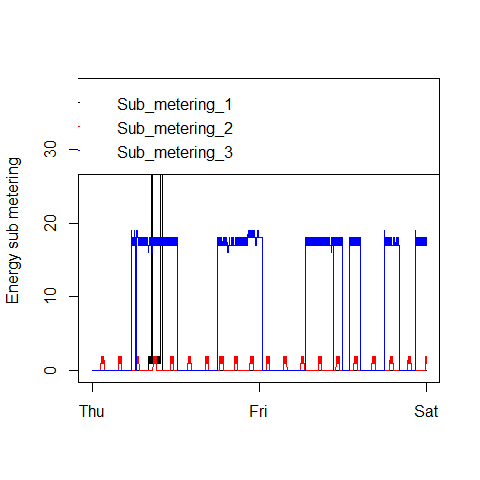 Sub_metering_1
Sub_metering_2
Sub_metering_3
Energy sub metering
30
20
10
0
Thu Fri Sat